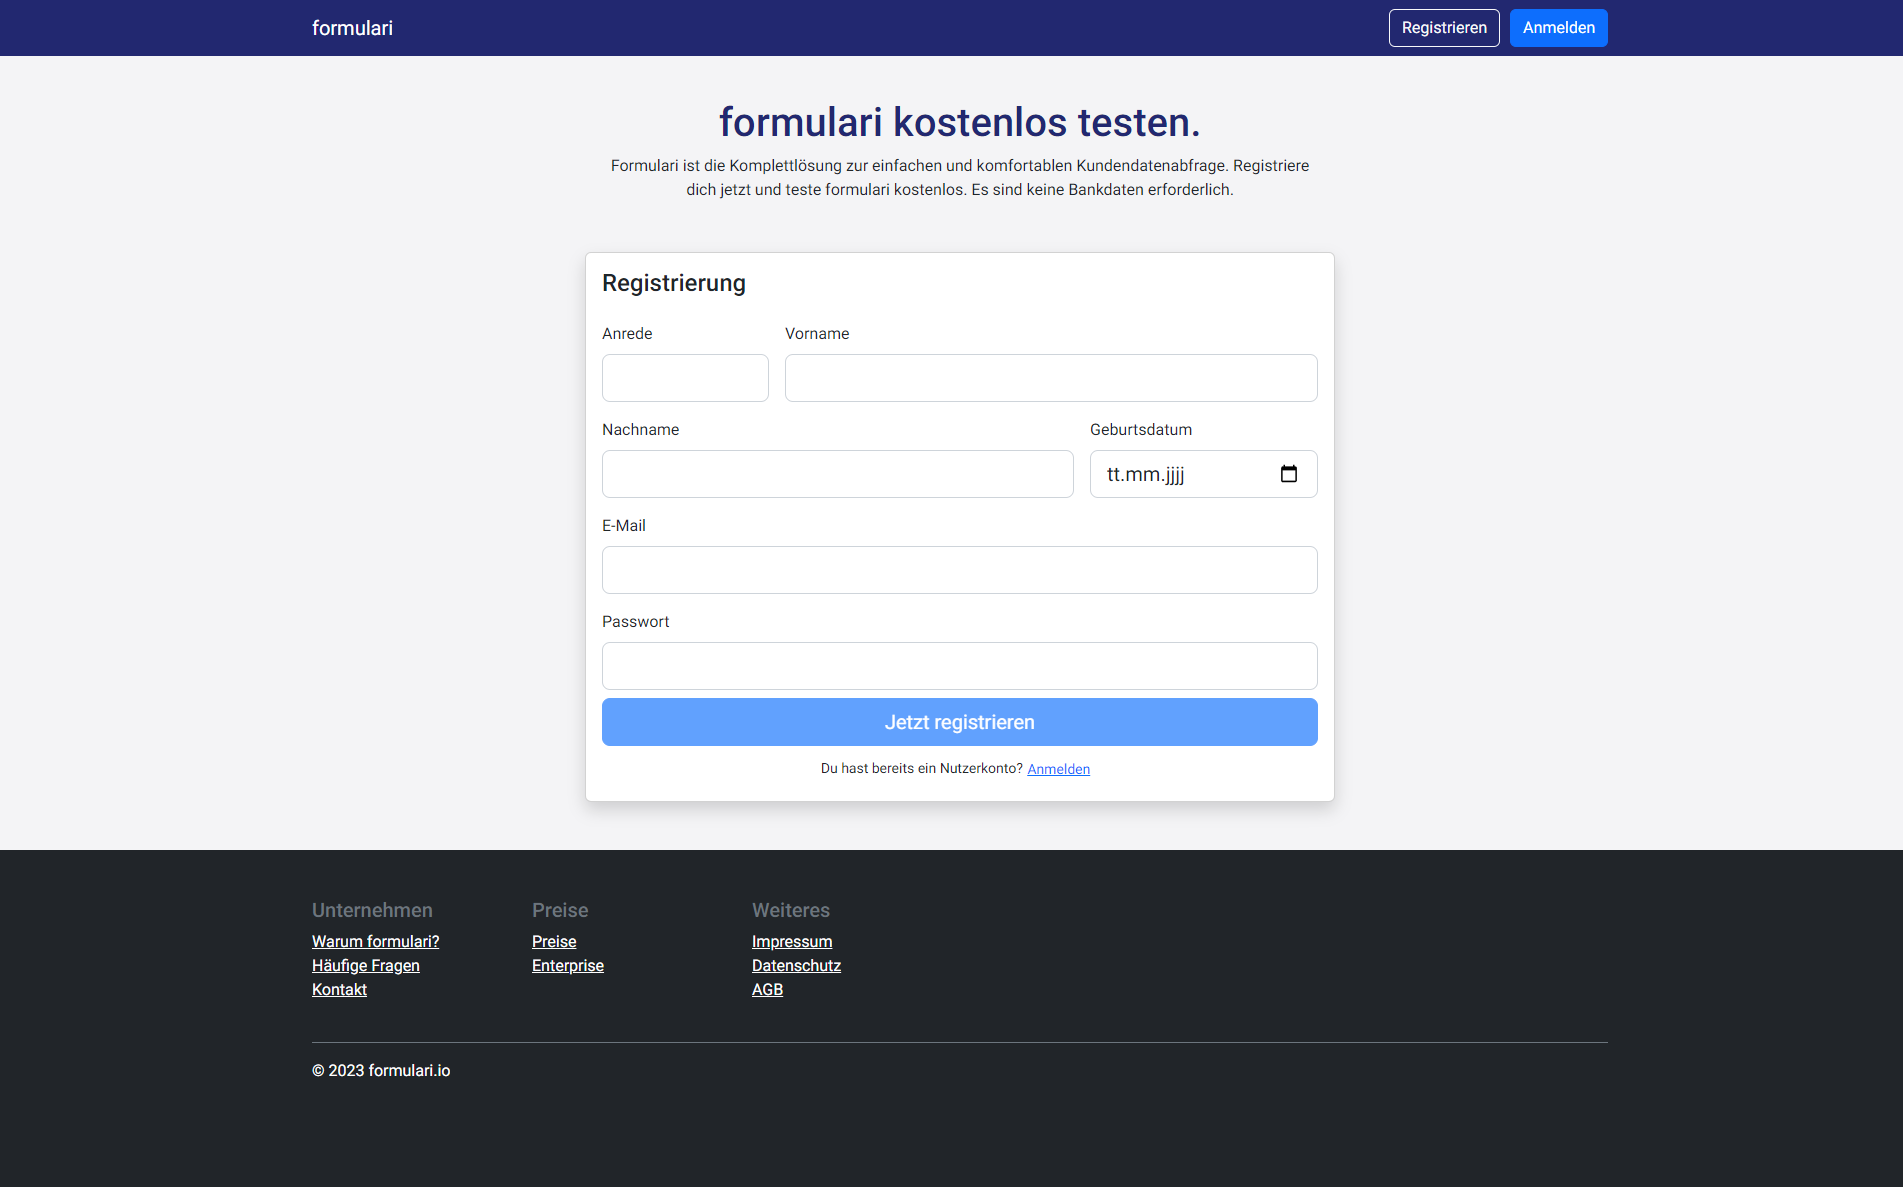 formulari
Registrieren
Anmelden
formulari kostenlos testen.
Formulari ist die Komplettlösung zur einfachen und komfortablen Kundendatenabfrage. Registriere
dich jetzt und teste formulari kostenlos. Es sind keine Bankdaten erforderlich.
Registrierung
Anrede
Vorname
Nachname
Geburtsdatum
tt.mm.jjjj
E-Mail
Passwort
Jetzt registrieren
Du hast bereits ein Nutzerkonto? Anmelden
Unternehmen
Warum formulari?
Häufige Fragen
Kontakt
Preise
Preise
Enterprise
Weiteres
Impressum
Datenschutz
AGB
© 2023 formulari.io